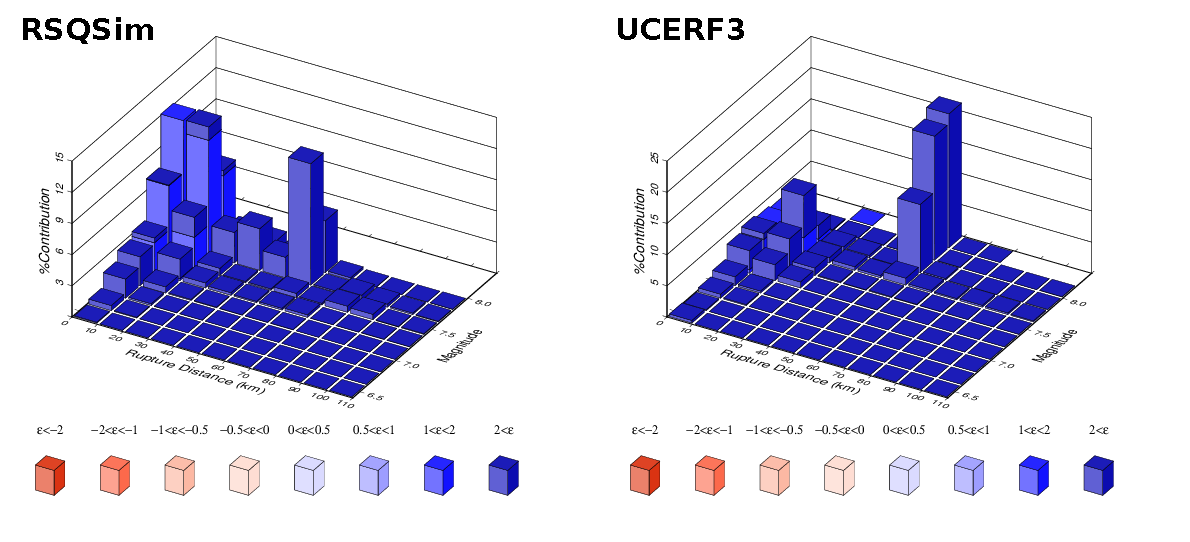 RSQSim
UCERF3
%Contribution
3
6
9
12
15
0
10
20
30
40
50
60
70
80
90
100
110
Rupture Distance (km)
6.5
7.0
7.5
8.0
Magnitude
ε<−2
−2<ε<−1
−1<ε<−0.5
−0.5<ε<0
0<ε<0.5
0.5<ε<1
1<ε<2
2<ε
%Contribution
5
10
15
20
25
0
10
20
30
40
50
60
70
80
90
100
110
Rupture Distance (km)
6.5
7.0
7.5
8.0
Magnitude
ε<−2
−2<ε<−1
−1<ε<−0.5
−0.5<ε<0
0<ε<0.5
0.5<ε<1
1<ε<2
2<ε